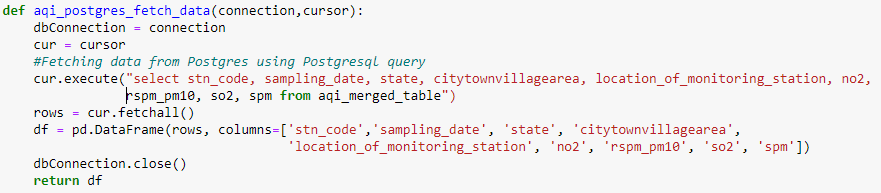 def aqi_postgres_fetch_data(connection,cursor):
    dbConnection = connection
    cur = cursor
    #Fetching data from Postgres using Postgresql query
    cur.execute("select stn_code, sampling_date, state, citytownvillagearea, location_of_monitoring_station, no2,
                rspm_pm10, so2, spm from aqi_merged_table")
    rows = cur.fetchall()
    df = pd.DataFrame(rows, columns=['stn_code','sampling_date', 'state', 'citytownvillagearea',
                                     'location_of_monitoring_station', 'no2', 'rspm_pm10', 'so2', 'spm'])
    dbConnection.close()
    return df